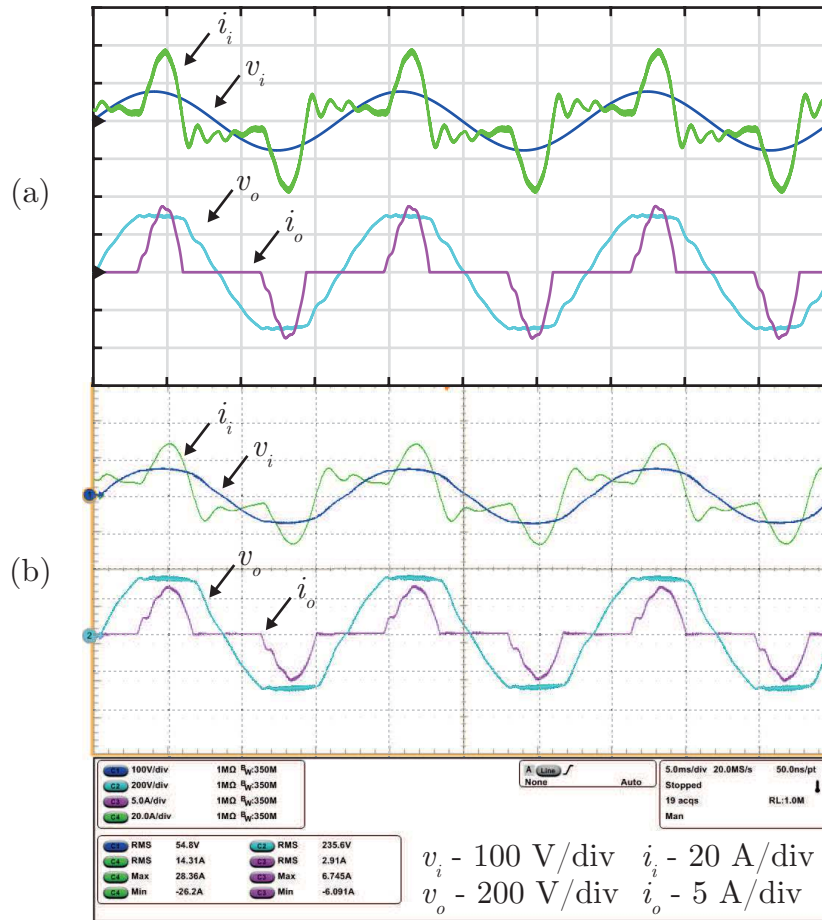 i_i
v_i
(a)
v_o
i_o
i_i
v_i
1
(b)
v_o
i_o
2
C1 100V/div 1MΩ BW:350M
C2 200V/div 1MΩ BW:350M
C3 5.0A/div 1MΩ BW:350M
C4 20.0A/div 1MΩ BW:350M
A Line
None Auto
5.0ms/div 20.0MS/s 50.0ns/pt
Stopped
19 acqs RL:1.0M
Man
C1 RMS 54.8V C2 RMS 235.6V
C4 RMS 14.31A C3 RMS 2.91A
C4 Max 28.36A C3 Max 6.745A
C4 Min -26.2A C3 Min -6.091A
v_i - 100 V/div i_i - 20 A/div
v_o - 200 V/div i_o - 5 A/div